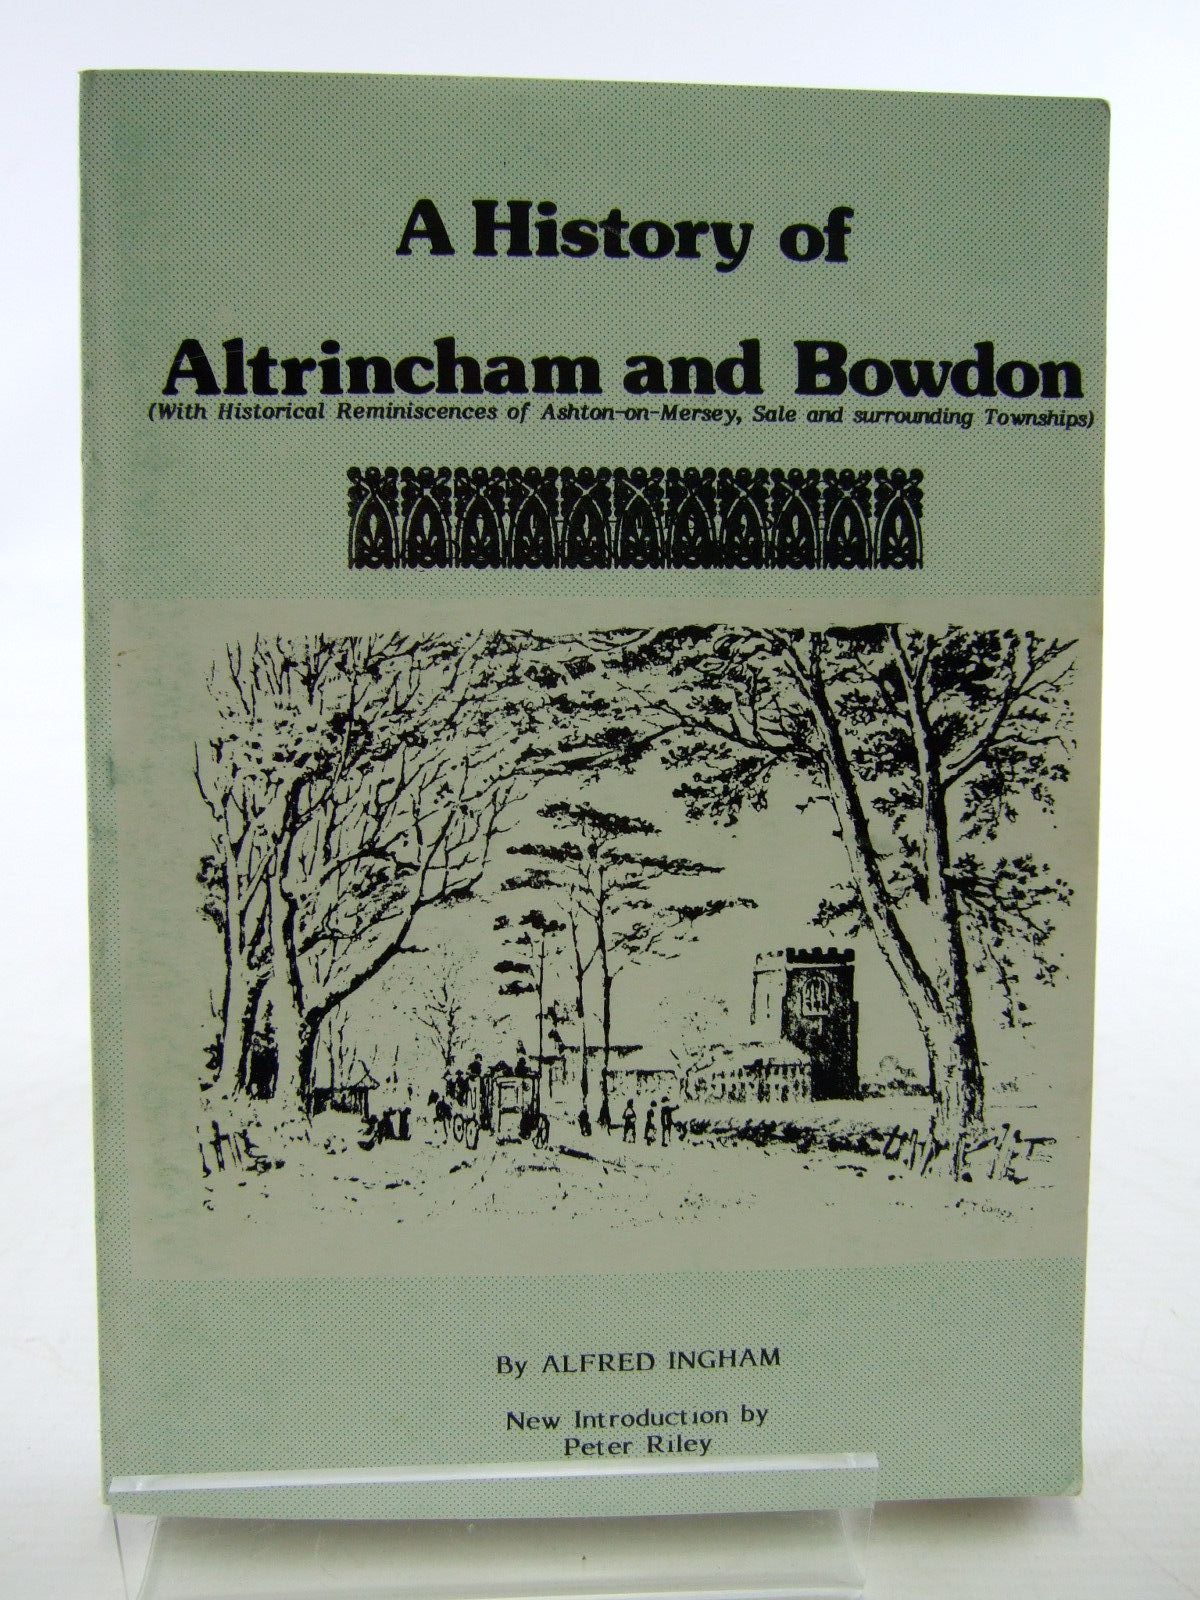 A History of
Altrincham and Bowdon
(With Historical Reminiscences of Ashton-on-Mersey, Sale and surrounding Townships)
By ALFRED INGHAM
New Introduction by
Peter Riley